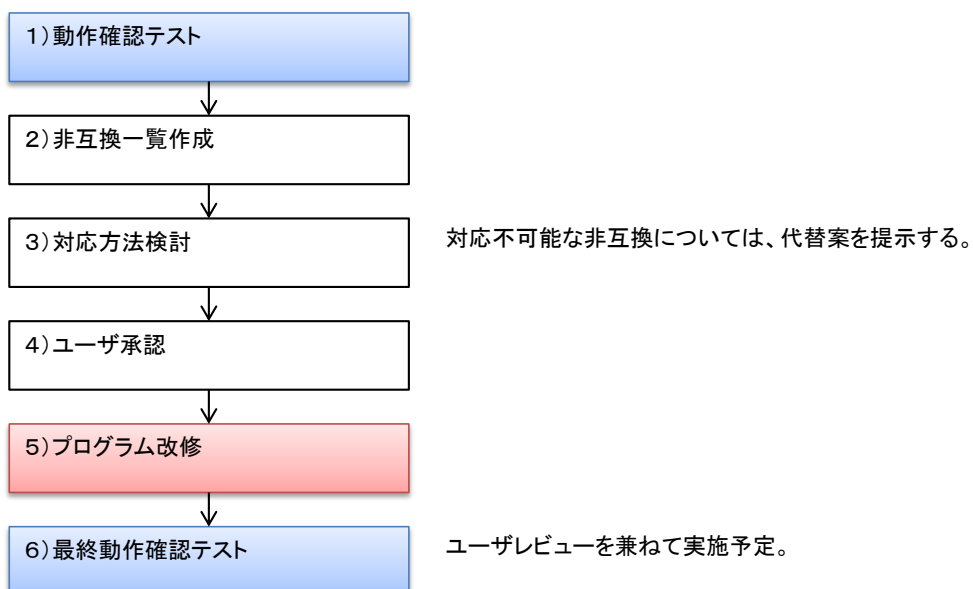 1)動作確認テスト
2)非互換一覧作成
3)対応方法検討
対応不可能な非互換については、代替案を提示する。
4)ユーザ承認
5)プログラム改修
6)最終動作確認テスト
ユーザレビューを兼ねて実施予定。